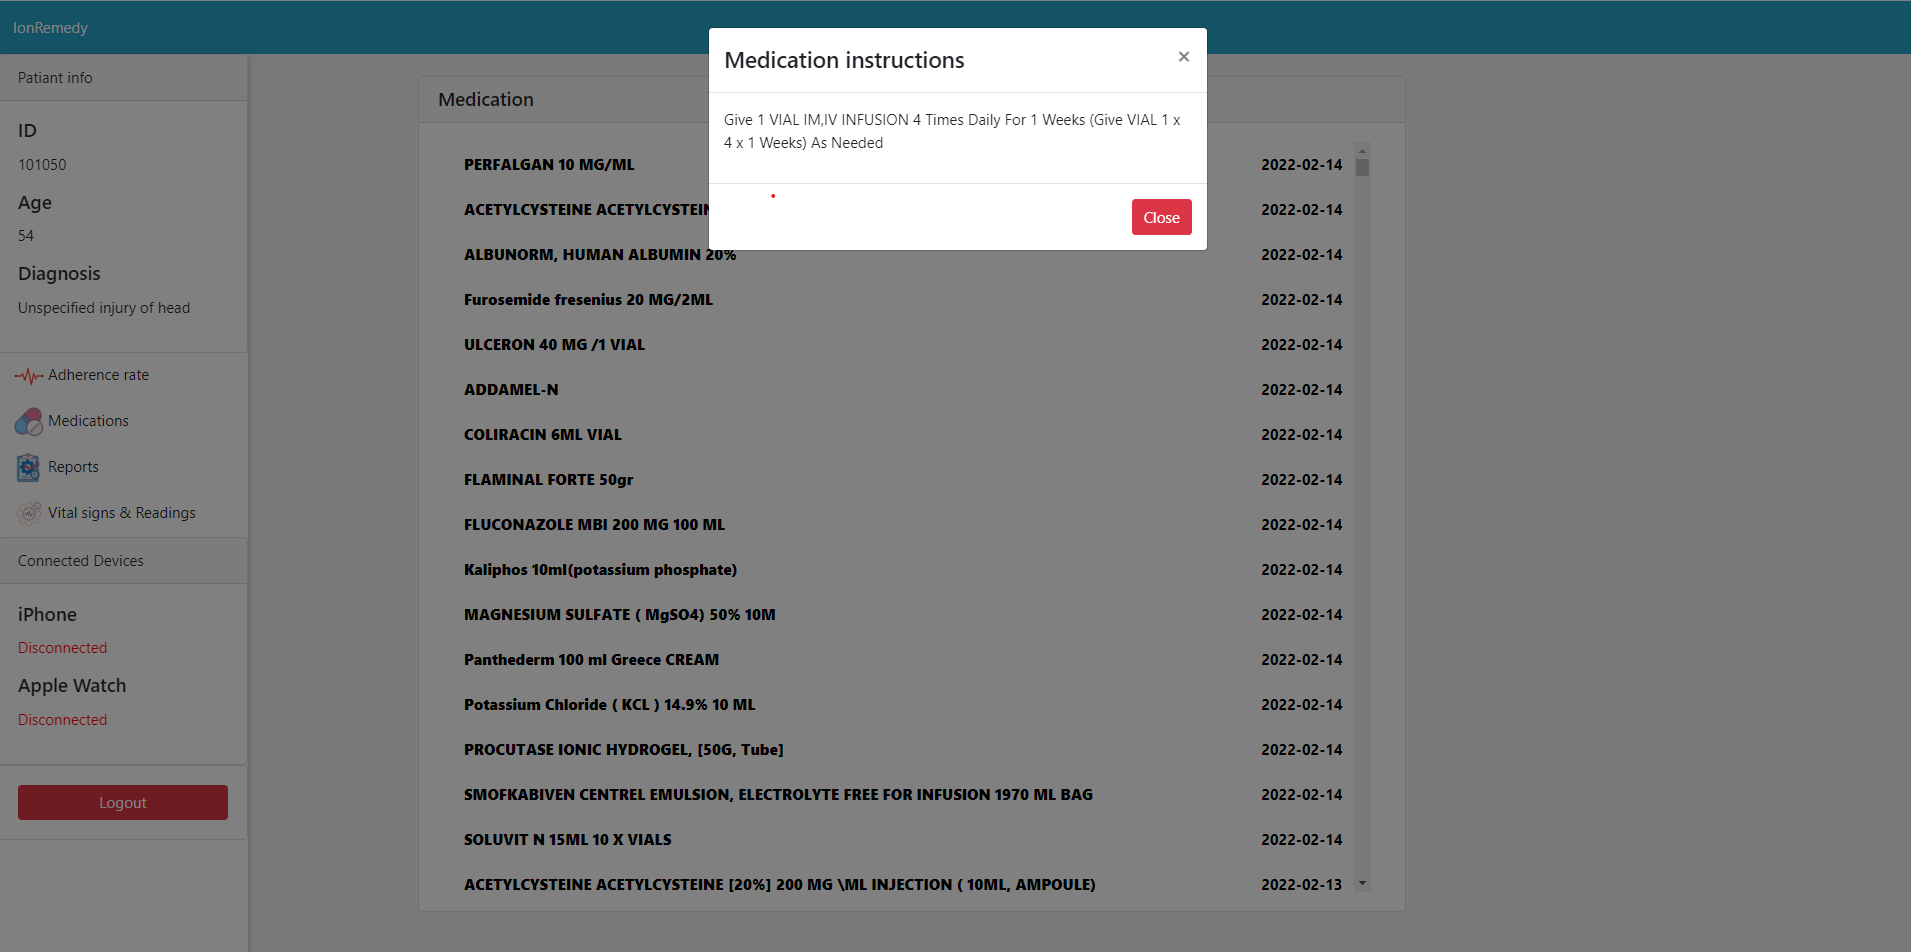 IonRemedy
Patiant info
ID
101050
Age
54
Diagnosis
Unspecified injury of head
Adherence rate
Medications
Reports
Vital signs & Readings
Connected Devices
iPhone
Disconnected
Apple Watch
Disconnected
Logout
Medication instructions
×
Give 1 VIAL IM,IV INFUSION 4 Times Daily For 1 Weeks (Give VIAL 1 x
4 x 1 Weeks) As Needed
Close
Medication
PERFALGAN 10 MG/ML 2022-02-14
ACETYLCYSTEINE ACETYLCYSTEIN 2022-02-14
ALBUNORM, HUMAN ALBUMIN 20% 2022-02-14
Furosemide fresenius 20 MG/2ML 2022-02-14
ULCERON 40 MG /1 VIAL 2022-02-14
ADDAMEL-N 2022-02-14
COLIRACIN 6ML VIAL 2022-02-14
FLAMINAL FORTE 50gr 2022-02-14
FLUCONAZOLE MBI 200 MG 100 ML 2022-02-14
Kaliphos 10ml(potassium phosphate) 2022-02-14
MAGNESIUM SULFATE ( MgSO4) 50% 10M 2022-02-14
Panthederm 100 ml Greece CREAM 2022-02-14
Potassium Chloride ( KCL ) 14.9% 10 ML 2022-02-14
PROCUTASE IONIC HYDROGEL, [50G, Tube] 2022-02-14
SMOFKABIVEN CENTREL EMULSION, ELECTROLYTE FREE FOR INFUSION 1970 ML BAG 2022-02-14
SOLUVIT N 15ML 10 X VIALS 2022-02-14
ACETYLCYSTEINE ACETYLCYSTEINE [20%] 200 MG \ML INJECTION ( 10ML, AMPOULE) 2022-02-13